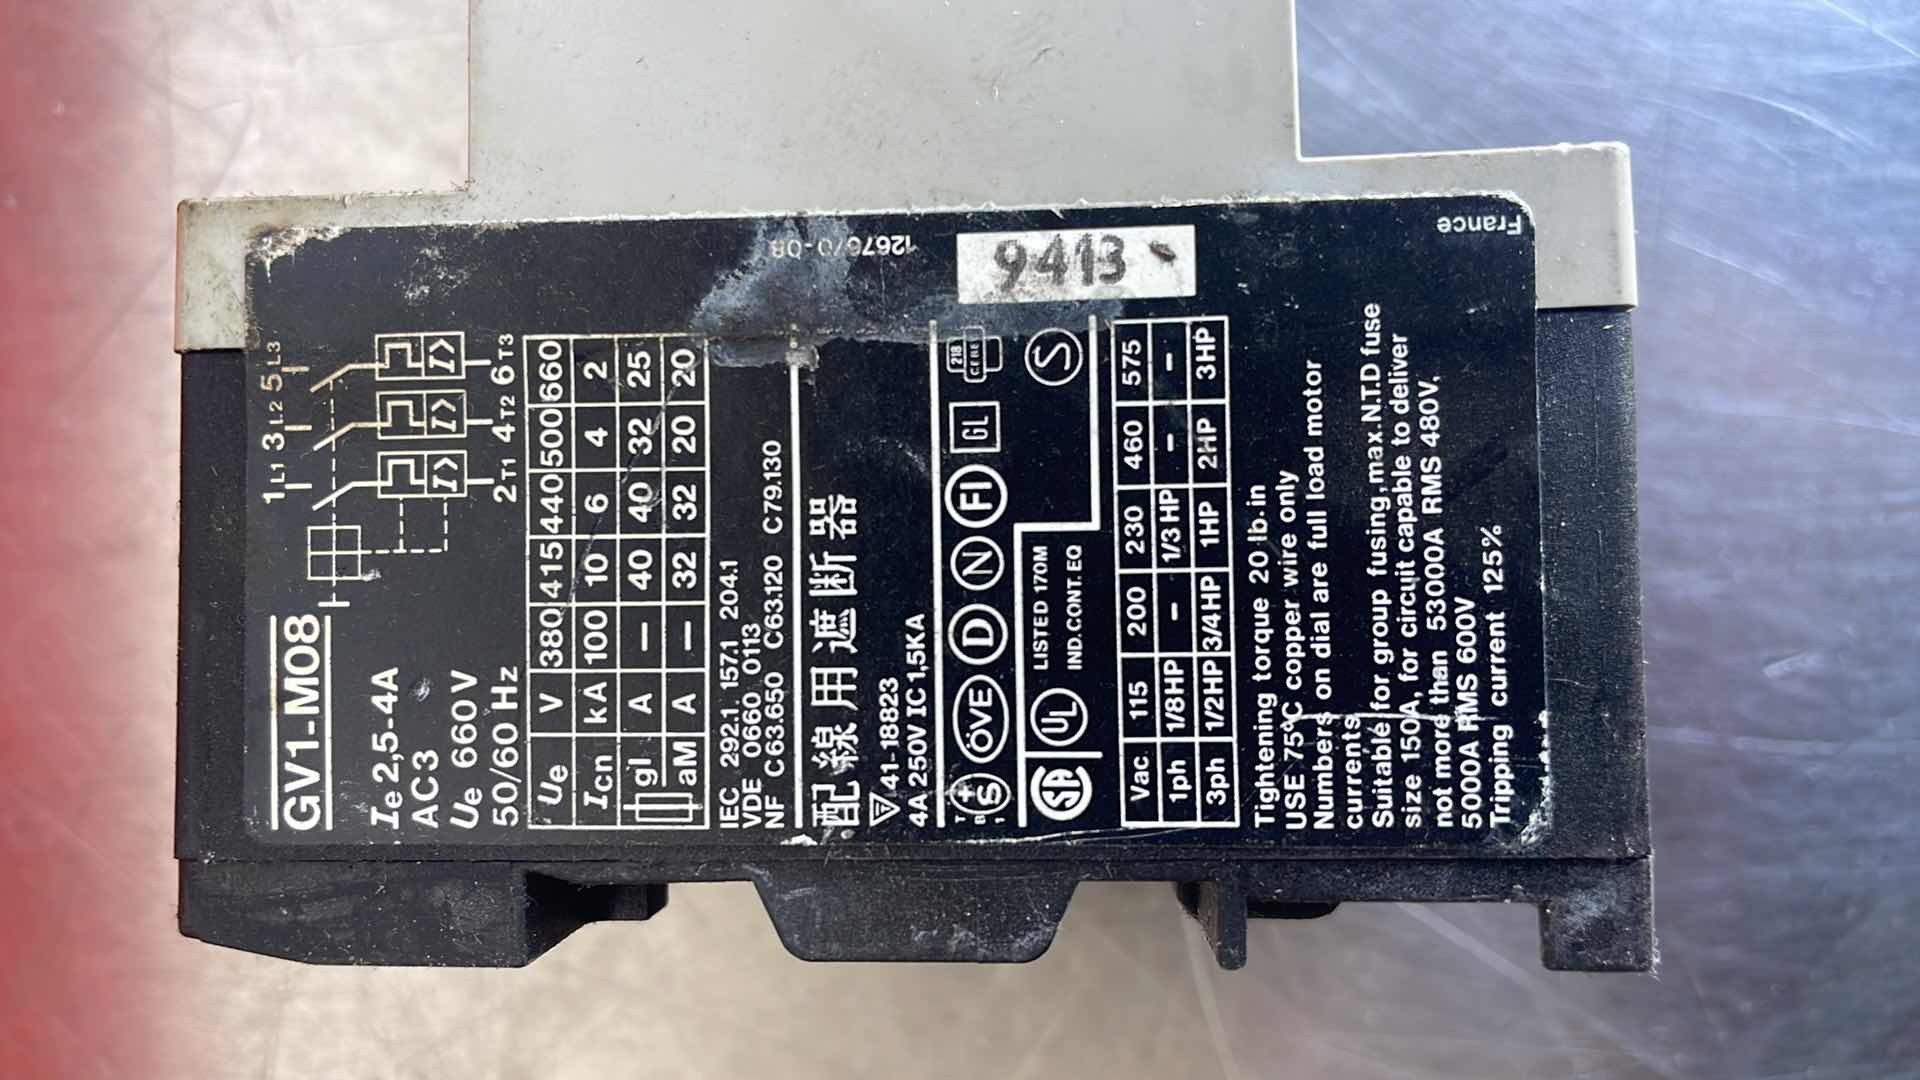 GV1-M08
Ie 2,5-4A
AC3
Ue 660V
50/60 Hz
1L1 3L2 5L3
I> I> I>
2T1 4T2 6T3
Ue V 380 415 440 500 660
Icn kA 100 10 6 4 2
gl A — 40 40 32 25
aM A — 32 32 20 20
IEC 292.1. 157.1 204.1
VDE 0660 0113
NF C63.650 C63.120 C79.130
配線用遮断器
▽41-18823
4A 250V IC 1,5KA
T B + S ÖVE D N FI GL 218
SA UL LISTED 170M
IND.CONT. EQ
S
Vac 115 200 230 460 575
1ph 1/8HP - 1/3 HP - -
3ph 1/2HP 3/4HP 1HP 2HP 3HP
Tightening torque 20 lb.in
USE 75°C copper wire only
Numbers on dial are full load motor
currents
Suitable for group fusing,max.N.T.D fuse
size 150A, for circuit capable to deliver
not more than 53000A RMS 480V.
5000A RMS 600V
Tripping current 125%
9413
France